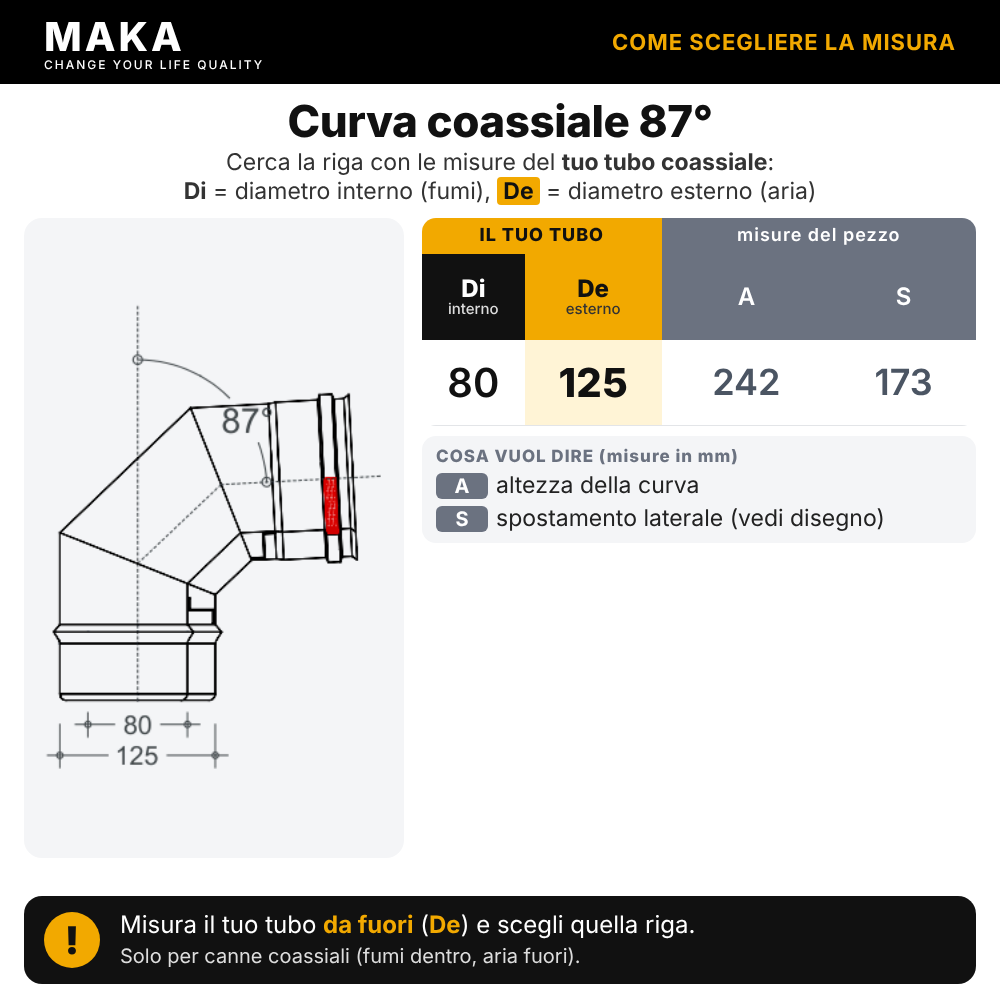 MAKA
CHANGE YOUR LIFE QUALITY
COME SCEGLIERE LA MISURA
Curva coassiale 87°
Cerca la riga con le misure del tuo tubo coassiale:
Di = diametro interno (fumi), De = diametro esterno (aria)
87°
80
125
IL TUO TUBO
misure del pezzo
Di
interno
De
esterno
A
S
80
125
242
173
COSA VUOL DIRE (misure in mm)
A altezza della curva
S spostamento laterale (vedi disegno)
! Misura il tuo tubo da fuori (De) e scegli quella riga.
Solo per canne coassiali (fumi dentro, aria fuori).